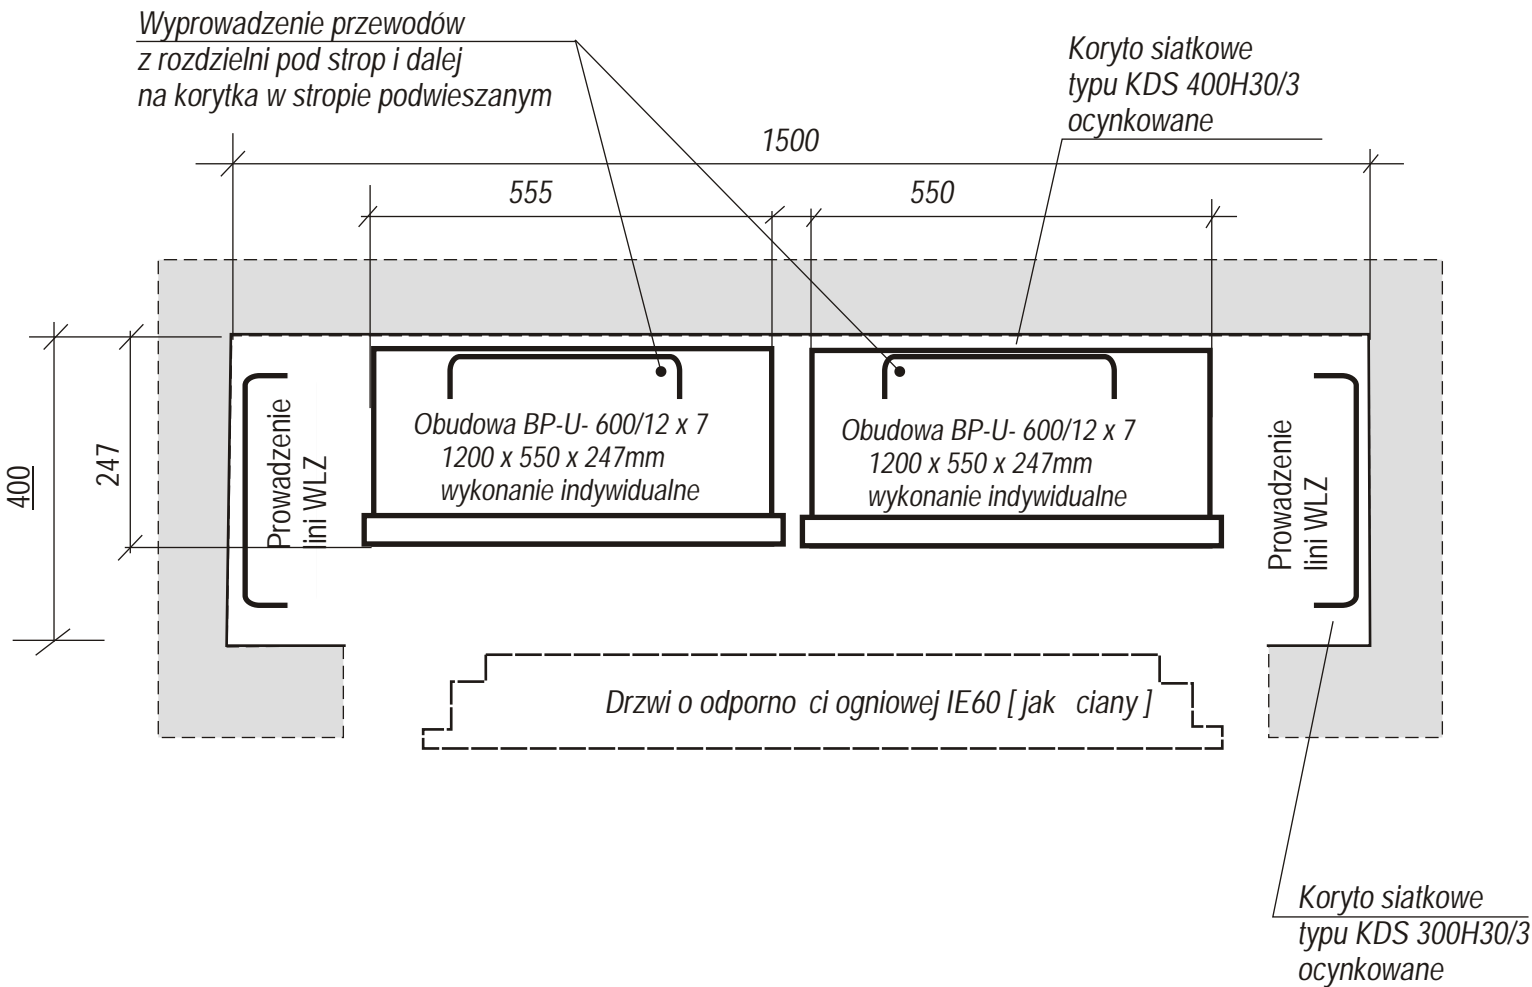 Wyprowadzenie przewodów
z rozdzielni pod strop i dalej
na korytka w stropie podwieszanym
Koryto siatkowe
typu KDS 400H30/3
ocynkowane
1500
555
550
400
247
Prowadzenie
lini WLZ
Obudowa BP-U- 600/12 x 7
1200 x 550 x 247mm
wykonanie indywidualne
Obudowa BP-U- 600/12 x 7
1200 x 550 x 247mm
wykonanie indywidualne
Prowadzenie
lini WLZ
Drzwi o odporno ci ogniowej IE60 [ jak ciany ]
Koryto siatkowe
typu KDS 300H30/3
ocynkowane